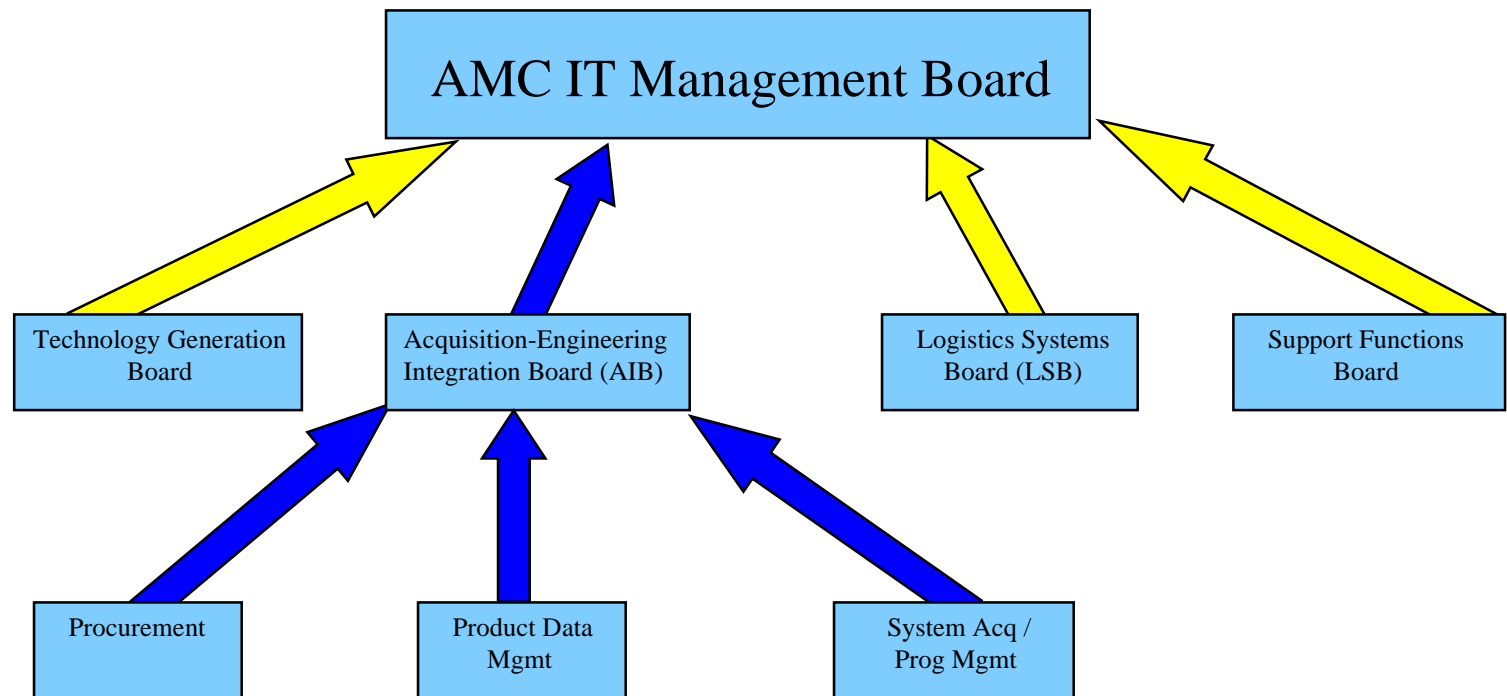 AMC IT Management Board
Technology Generation
Board
Acquisition-Engineering
Integration Board (AIB)
Logistics Systems
Board (LSB)
Support Functions
Board
Procurement
Product Data
Mgmt
System Acq /
Prog Mgmt